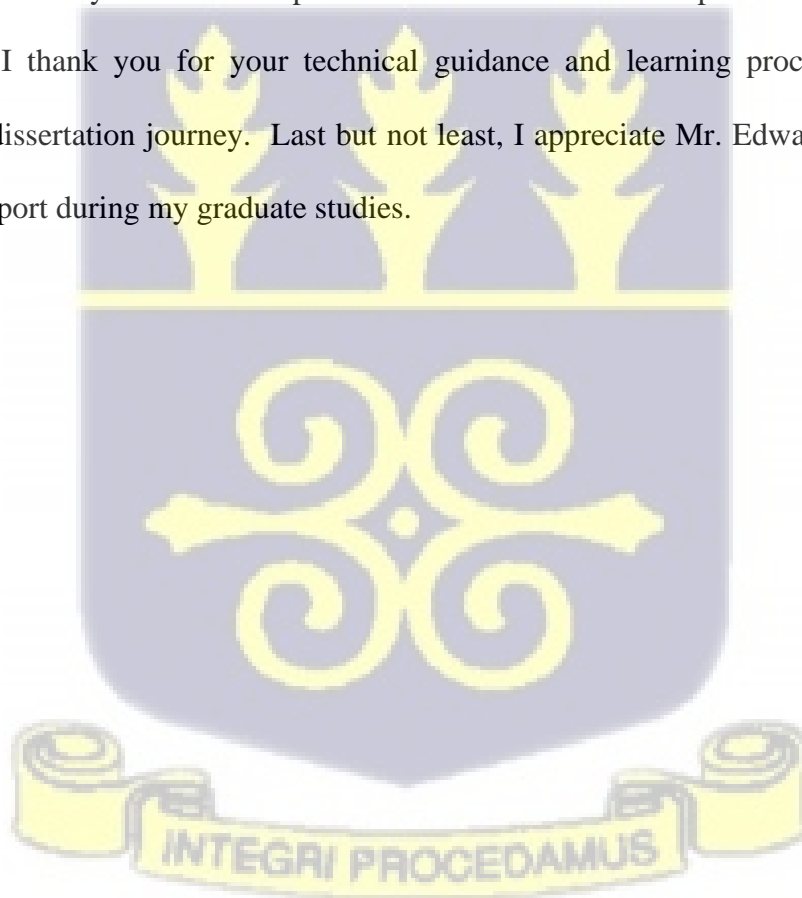 I thank you for your technical guidance and learning proc
dissertation journey. Last but not least, I appreciate Mr. Edwa
port during my graduate studies.
INTEGRI PROCEDAMUS